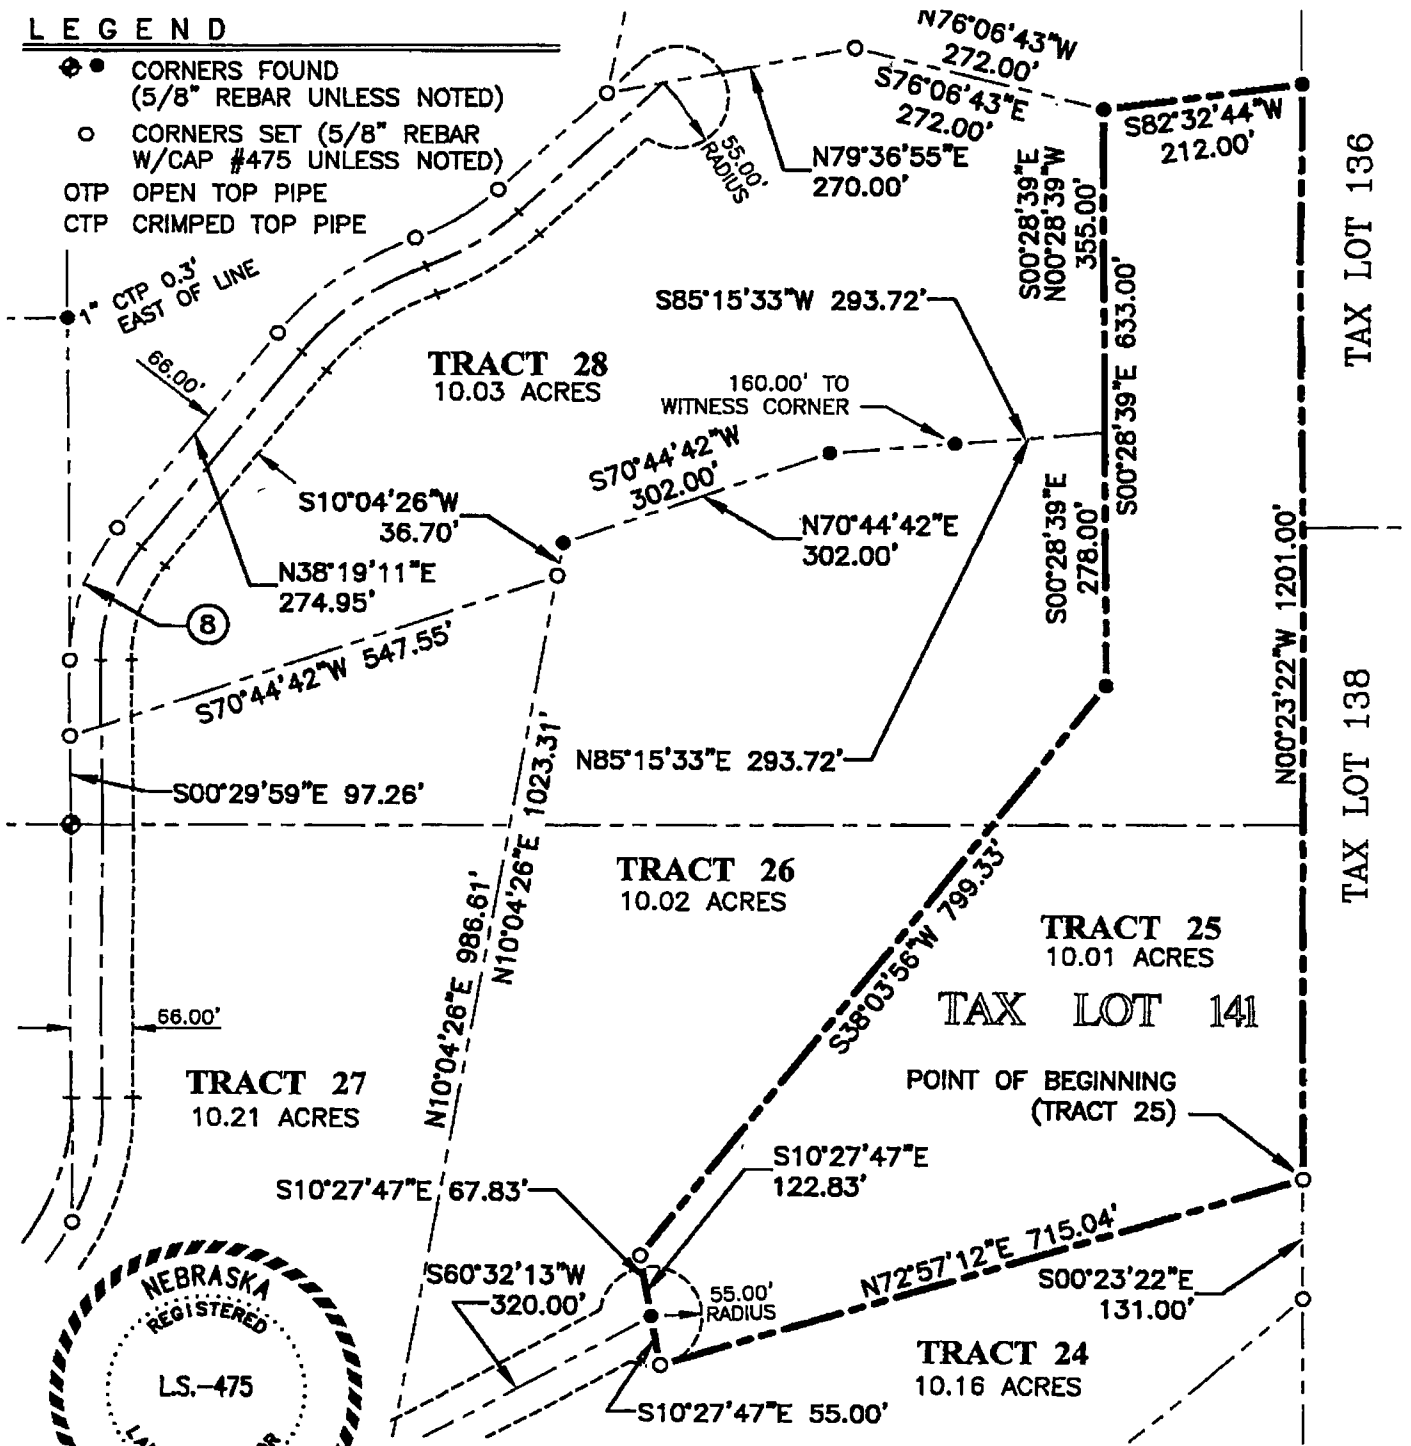 LEGEND
CORNERS FOUND
(5/8" REBAR UNLESS NOTED)
CORNERS SET (5/8" REBAR
W/CAP #475 UNLESS NOTED)
OTP OPEN TOP PIPE
CTP CRIMPED TOP PIPE
1" CTP 0.3'
EAST OF LINE
N76°06'43"W
272.00'
S76°06'43"E
272.00'
S82°32'44"W
212.00'
55.00'
RADIUS
N79°36'55"E
270.00'
S00°28'39"E
N00°28'39"W
355.00'
S00°28'39"E 633.00'
TAX LOT 136
S85°15'33"W 293.72'
66.00'
TRACT 28
10.03 ACRES
160.00' TO
WITNESS CORNER
S70°44'42"W
302.00'
S10°04'26"W
36.70'
N70°44'42"E
302.00'
S00°28'39"E
278.00'
N00°23'22"W 1201.00'
N38°19'11"E
274.95'
8
S70°44'42"W 547.55'
TAX LOT 138
N85°15'33"E 293.72'
S00°29'59"E 97.26'
N10°04'26"E 986.61'
N10°04'26"E 1023.31'
TRACT 26
10.02 ACRES
S38°03'56"W 799.33'
TRACT 25
10.01 ACRES
TAX LOT 141
66.00'
TRACT 27
10.21 ACRES
POINT OF BEGINNING
(TRACT 25)
S10°27'47"E
122.83'
S10°27'47"E 67.83'
N72°57'12"E 715.04'
S60°32'13"W
320.00'
55.00'
RADIUS
S00°23'22"E
131.00'
TRACT 24
10.16 ACRES
S10°27'47"E 55.00'
NEBRASKA
REGISTERED
L.S.-475